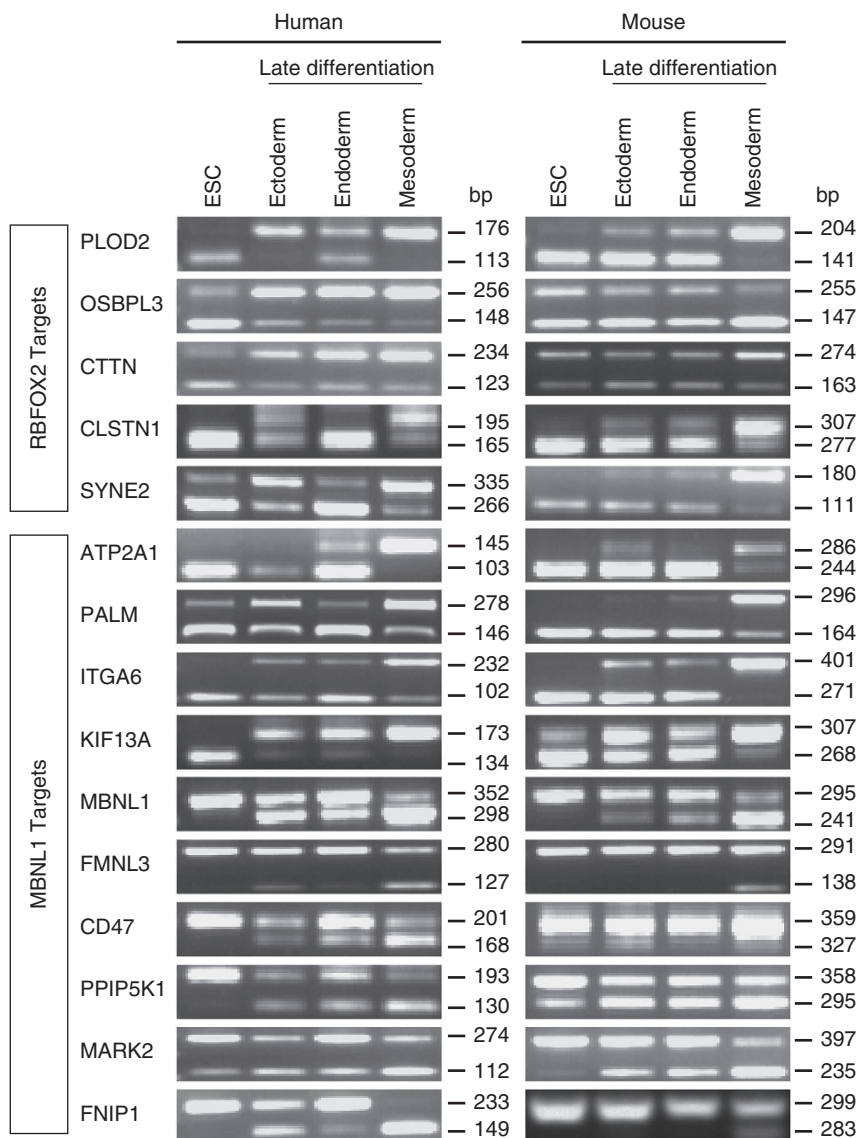 Human Mouse
Late differentiation Late differentiation
ESC Ectoderm Endoderm Mesoderm bp ESC Ectoderm Endoderm Mesoderm bp
RBFOX2 Targets
PLOD2 176 204
113 141
OSBPL3 256 255
148 147
CTTN 234 274
123 163
CLSTN1 195 307
165 277
SYNE2 335 180
266 111
MBNL1 Targets
ATP2A1 145 286
103 244
PALM 278 296
146 164
ITGA6 232 401
102 271
KIF13A 173 307
134 268
MBNL1 352 295
298 241
FMNL3 280 291
127 138
CD47 201 359
168 327
PPIP5K1 193 358
130 295
MARK2 274 397
112 235
FNIP1 233 299
149 283